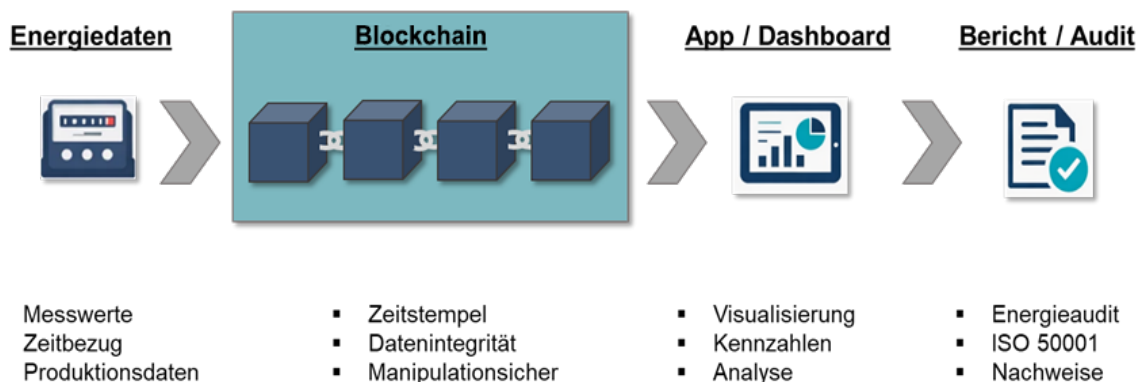 Energiedaten
Blockchain
App / Dashboard
Bericht / Audit
Messwerte
Zeitbezug
Produktionsdaten
▪ Zeitstempel
▪ Datenintegrität
▪ Manipulationsicher
▪ Visualisierung
▪ Kennzahlen
▪ Analyse
▪ Energieaudit
▪ ISO 50001
▪ Nachweise